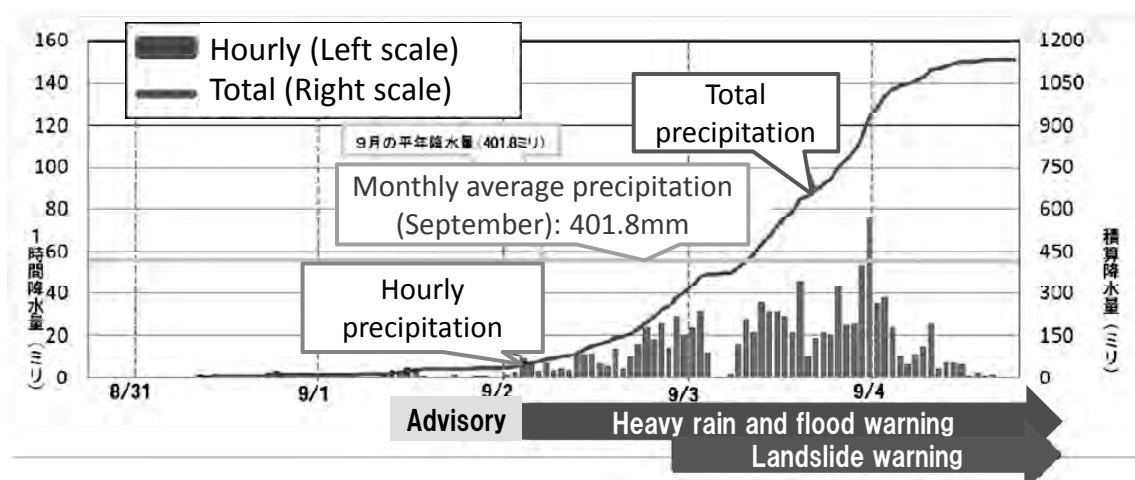 160
140
120
100
80
60
40
20
0
1時間降水量（ミリ）
Hourly (Left scale)
Total (Right scale)
9月の平年降水量(401.8ミリ)
Monthly average precipitation
(September): 401.8mm
Total
precipitation
Hourly
precipitation
1200
1050
900
750
600
450
300
150
0
積算降水量（ミリ）
8/31
9/1
9/2
9/3
9/4
Advisory
Heavy rain and flood warning
Landslide warning